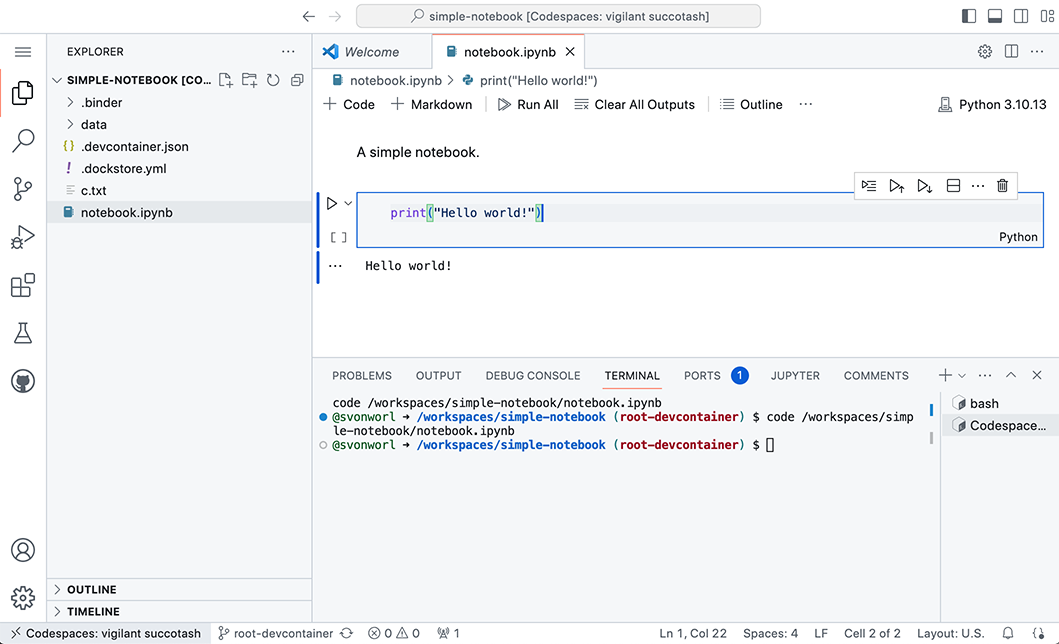 simple-notebook [Codespaces: vigilant succotash]
EXPLORER
SIMPLE-NOTEBOOK [CO...
.binder
data
{} .devcontainer.json
! .dockstore.yml
c.txt
notebook.ipynb
OUTLINE
TIMELINE
Welcome
notebook.ipynb
notebook.ipynb > print("Hello world!")
+ Code + Markdown Run All Clear All Outputs Outline ...
Python 3.10.13
A simple notebook.
print("Hello world!")
[ ]
Python
... Hello world!
PROBLEMS OUTPUT DEBUG CONSOLE TERMINAL PORTS 1 JUPYTER COMMENTS
code /workspaces/simple-notebook/notebook.ipynb
@svonworl → /workspaces/simple-notebook (root-devcontainer) $ code /workspaces/simp
le-notebook/notebook.ipynb
@svonworl → /workspaces/simple-notebook (root-devcontainer) $
bash
Codespace...
Codespaces: vigilant succotash root-devcontainer 0 0 1 Ln 1, Col 22 Spaces: 4 LF Cell 2 of 2 Layout: U.S.